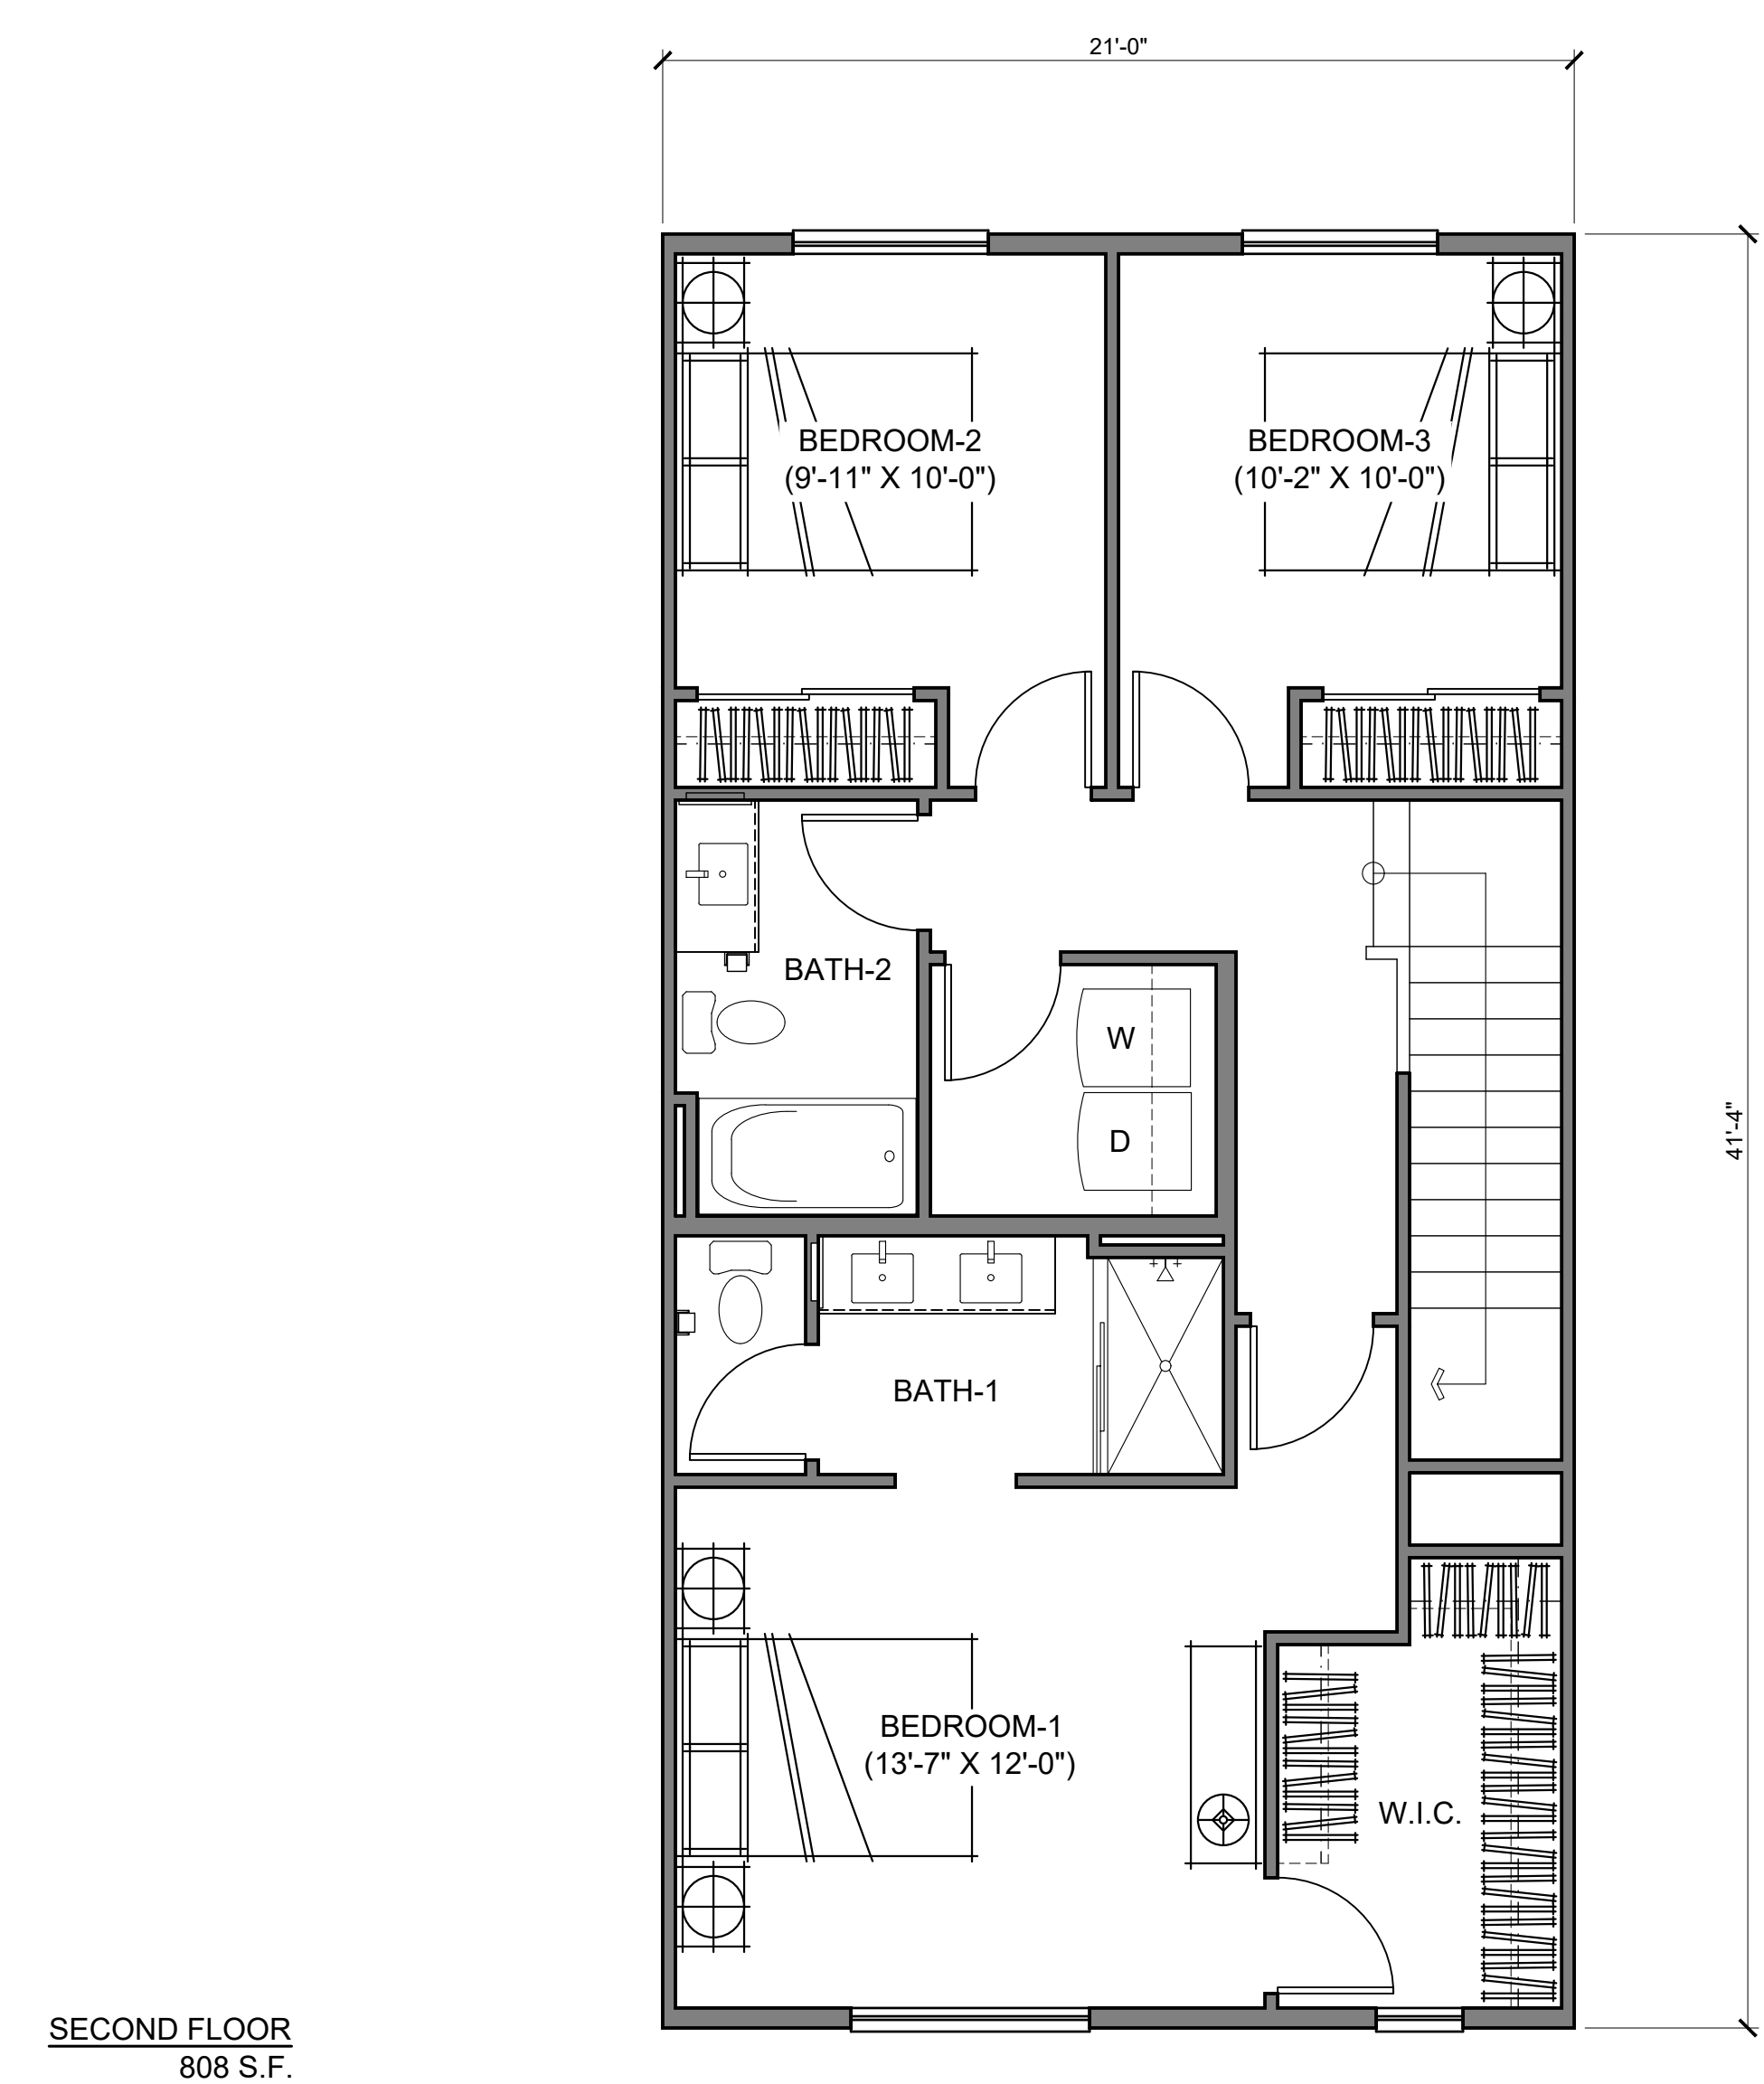 21'-0"
BEDROOM-2
(9'-11" X 10'-0")
BEDROOM-3
(10'-2" X 10'-0")
BATH-2
W
D
41'-4"
BATH-1
BEDROOM-1
(13'-7" X 12'-0")
W.I.C.
SECOND FLOOR
808 S.F.